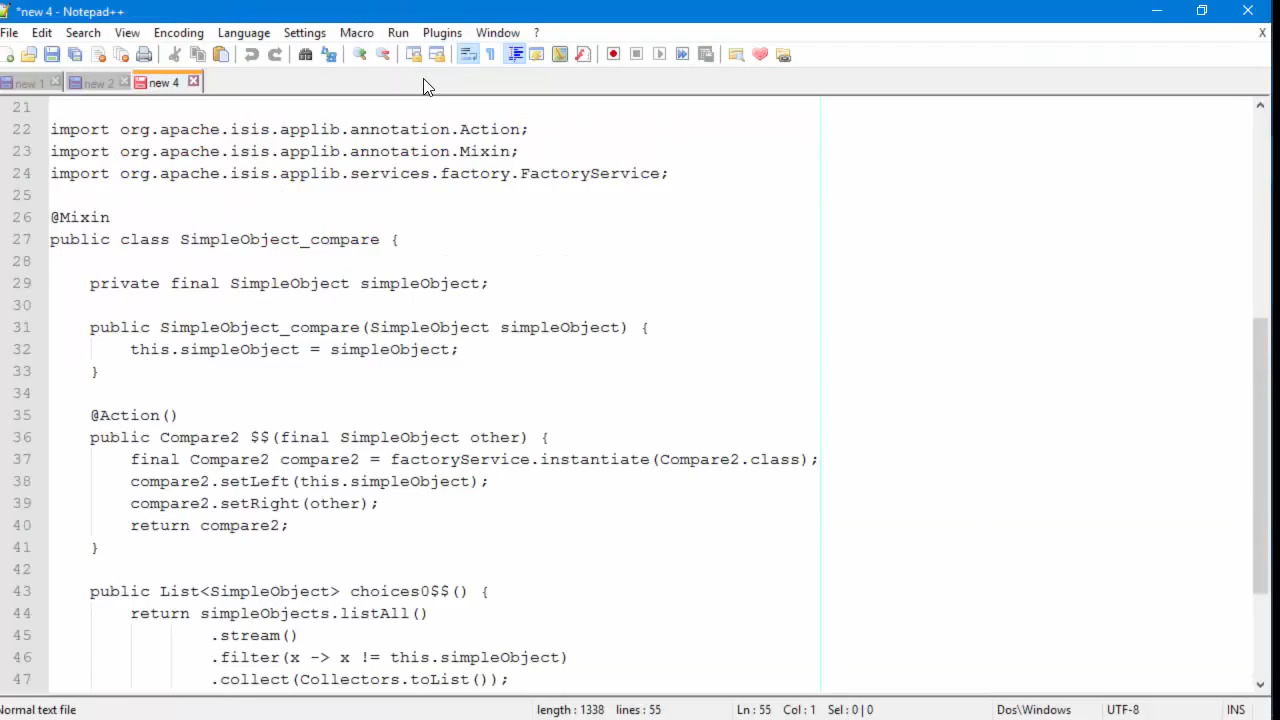 *new 4 - Notepad++
File Edit Search View Encoding Language Settings Macro Run Plugins Window ? X
new 1 new 2 new 4
21
22 import org.apache.isis.applib.annotation.Action;
23 import org.apache.isis.applib.annotation.Mixin;
24 import org.apache.isis.applib.services.factory.FactoryService;
25
26 @Mixin
27 public class SimpleObject_compare {
28
29 private final SimpleObject simpleObject;
30
31 public SimpleObject_compare(SimpleObject simpleObject) {
32 this.simpleObject = simpleObject;
33 }
34
35 @Action()
36 public Compare2 $$(final SimpleObject other) {
37 final Compare2 compare2 = factoryService.instantiate(Compare2.class);
38 compare2.setLeft(this.simpleObject);
39 compare2.setRight(other);
40 return compare2;
41 }
42
43 public List<SimpleObject> choices0$$() {
44 return simpleObjects.listAll()
45 .stream()
46 .filter(x -> x != this.simpleObject)
47 .collect(Collectors.toList());
Normal text file length : 1338 lines : 55 Ln : 55 Col : 1 Sel : 0 | 0 Dos\Windows UTF-8 INS